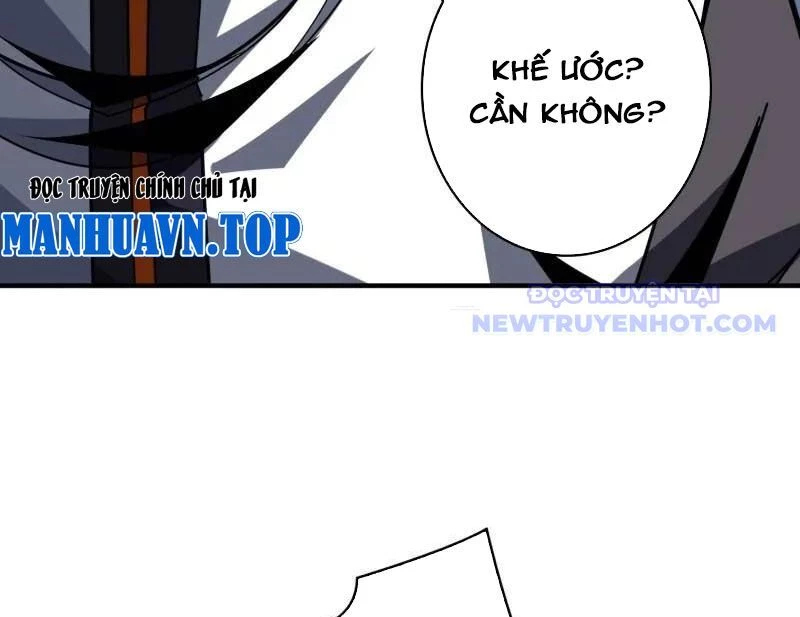 KHẾ ƯỚC?
CẦN KHÔNG?
ĐỌC TRUYỆN CHÍNH CHỦ TẠI
MANHUAVN.TOP
ĐỌC TRUYỆN TẠI
NEWTRUYENHOT.COM